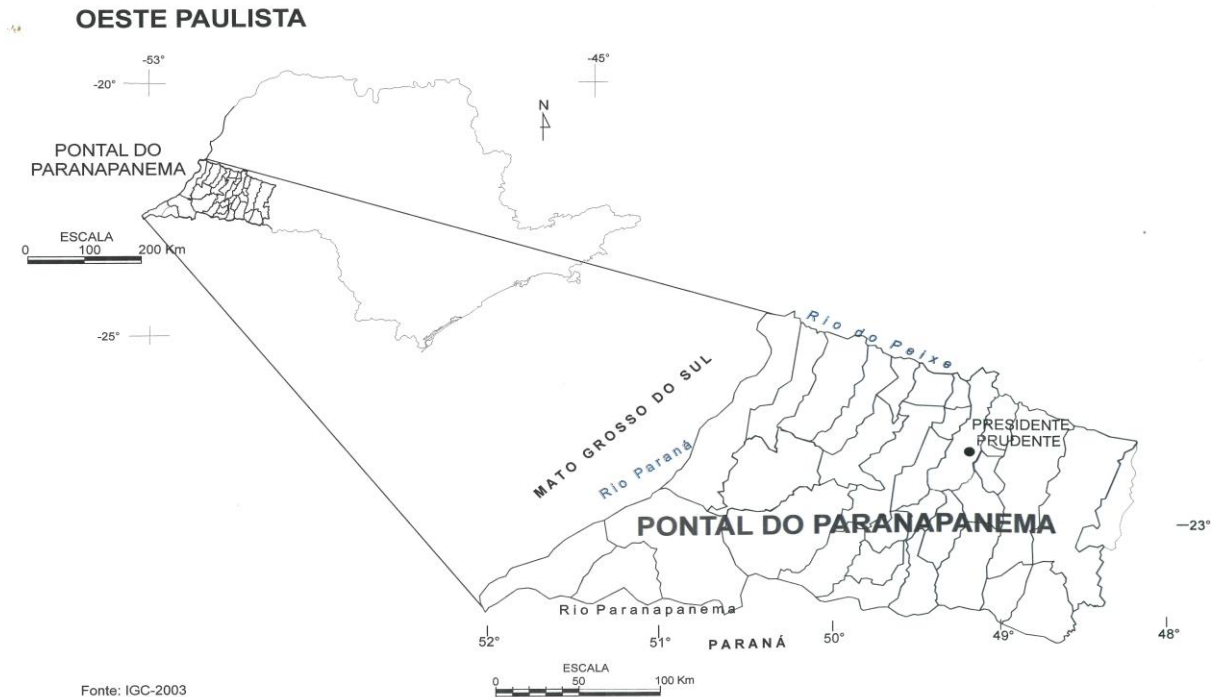 OESTE PAULISTA
-53°
-45°
-20°
N
PONTAL DO
PARANAPANEMA
ESCALA
0 100 200 Km
-25°
Rio do Peixe
MATO GROSSO DO SUL
Rio Paraná
PRESIDENTE
PRUDENTE
PONTAL DO PARANAPANEMA
—23°
Rio Paranapanema
52°
51°
50°
49°
48°
PARANÁ
ESCALA
0 50 100 Km
Fonte: IGC-2003